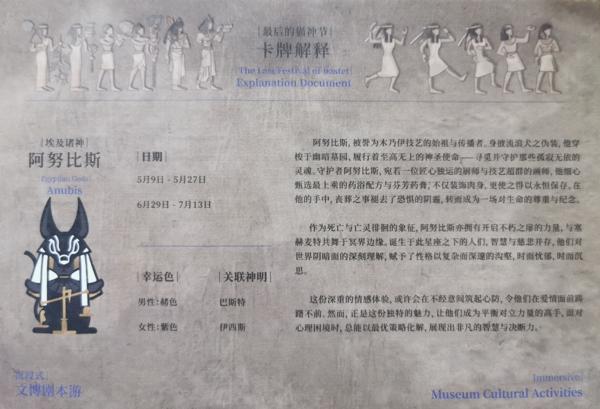 |最后的猫神节|
卡牌解释
The Last Festival of Bastet
Explanation Document
|埃及诸神|
阿努比斯
Egyptian Gods
Anubis
|日期|
5月9日 - 5月27日
6月29日 - 7月13日
|幸运色|
男性:赭色
女性:紫色
|关联神明|
巴斯特
伊西斯
阿努比斯，被誉为木乃伊技艺的始祖与传播者。身披流浪犬之伪装，他穿
梭于幽暗墓园，履行着至高无上的神圣使命——寻觅并守护那些孤寂无依的
灵魂。守护者阿努比斯，宛若一位匠心独运的厨师与技艺超群的画师，他细心
甄选最上乘的药浴配方与芬芳药膏，不仅装饰肉身，更使之得以永恒保存。在
他的手中，丧葬之事褪去了恐惧的阴霾，转而成为一场对生命的尊重与纪念。
作为死亡与亡灵徘徊的象征，阿努比斯亦拥有开启不朽之扉的力量，与塞
赫麦特共舞于冥界边缘。诞生于此星座之下的人们，智慧与慈悲并存，他们对
世界阴暗面的深刻理解，赋予了性格以复杂而深邃的沟壑，时而忧郁，时而沉
思。
这份深重的情感体验，或许会在不经意间筑起心防，令他们在爱情面前踌
躇不前。然而，正是这份独特的魅力，让他们成为平衡对立力量的高手，面对
心理困境时，总能以最优策略化解，展现出非凡的智慧与决断力。
沉浸式|
文博剧本游
Immersive|
Museum Cultural Activities